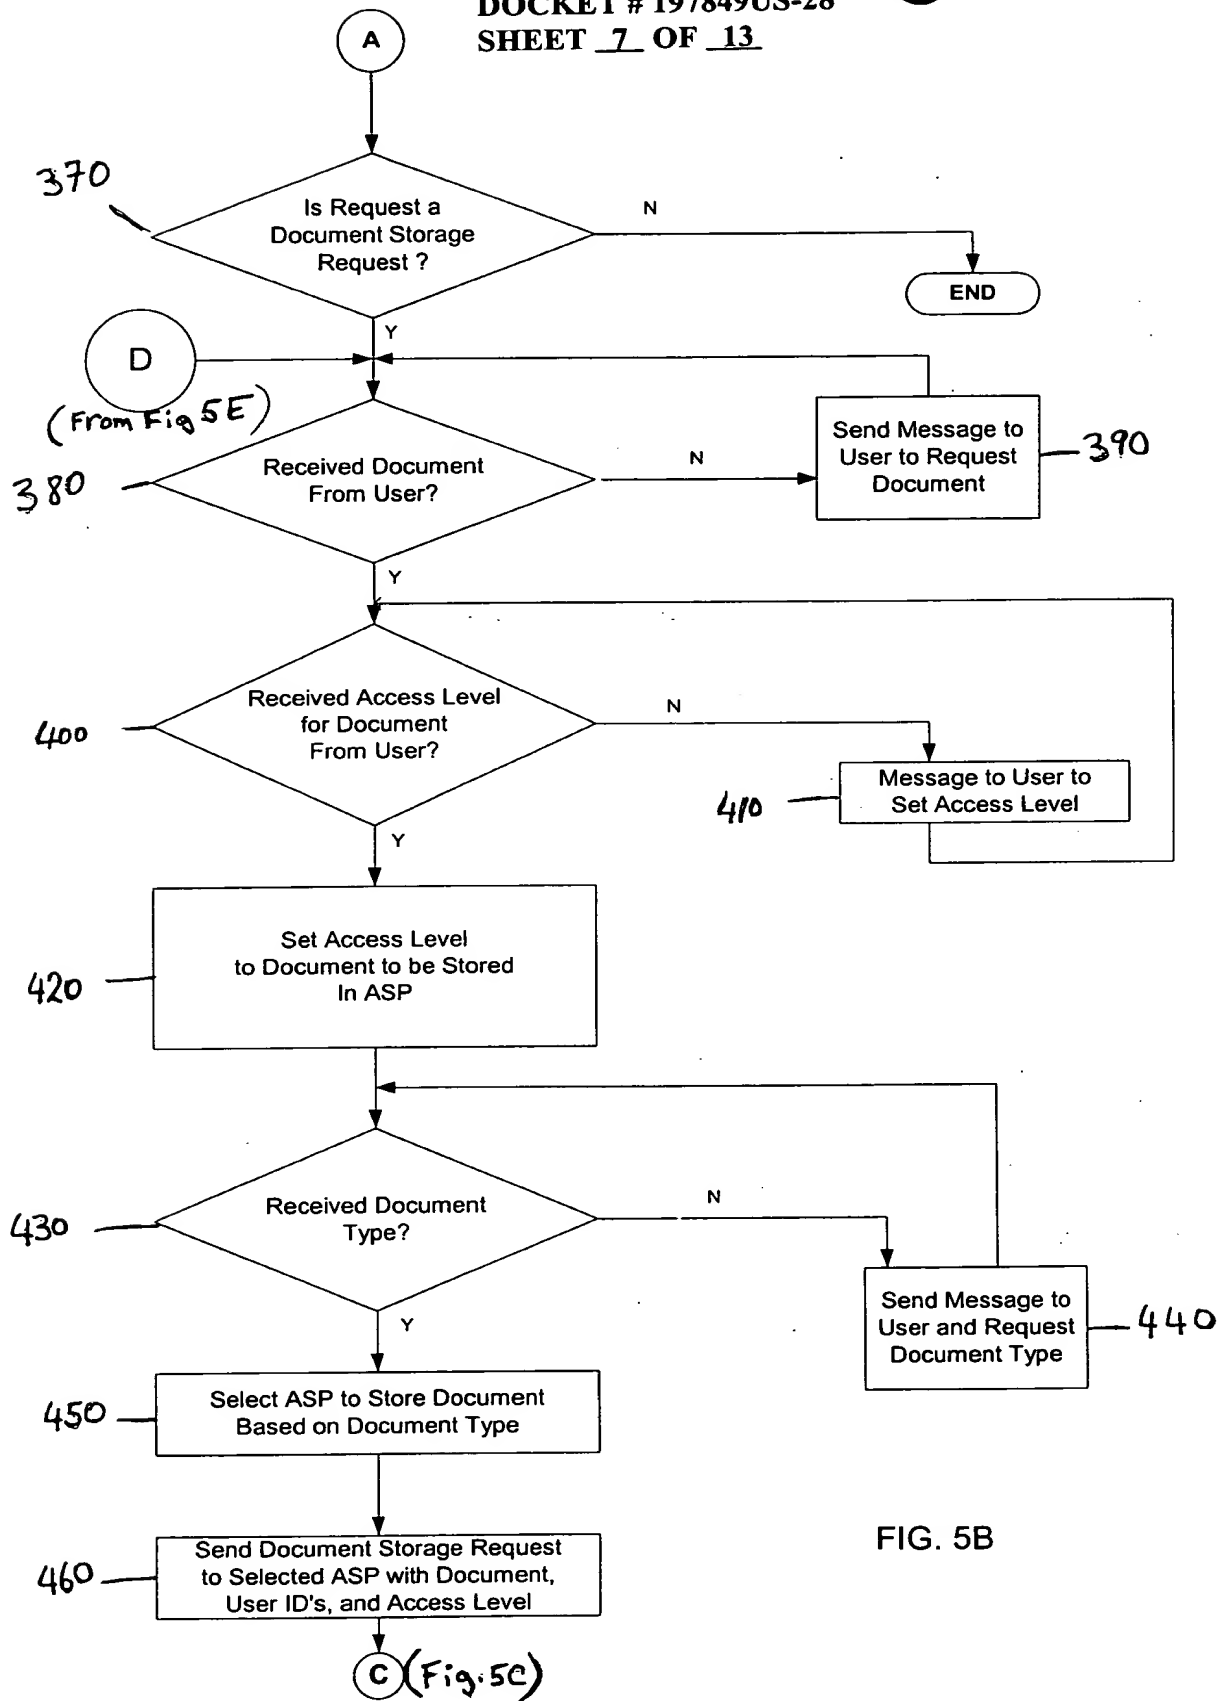 DOCKET # 197849US-28
SHEET 7 OF 13
A
370
Is Request a
Document Storage
Request ?
N
END
Y
D
(From Fig 5E)
380
Received Document
From User?
N
Send Message to
User to Request
Document
390
Y
400
Received Access Level
for Document
From User?
N
410
Message to User to
Set Access Level
Y
420
Set Access Level
to Document to be Stored
In ASP
430
Received Document
Type?
N
Send Message to
User and Request
Document Type
440
Y
450
Select ASP to Store Document
Based on Document Type
460
Send Document Storage Request
to Selected ASP with Document,
User ID's, and Access Level
FIG. 5B
C (Fig. 5C)